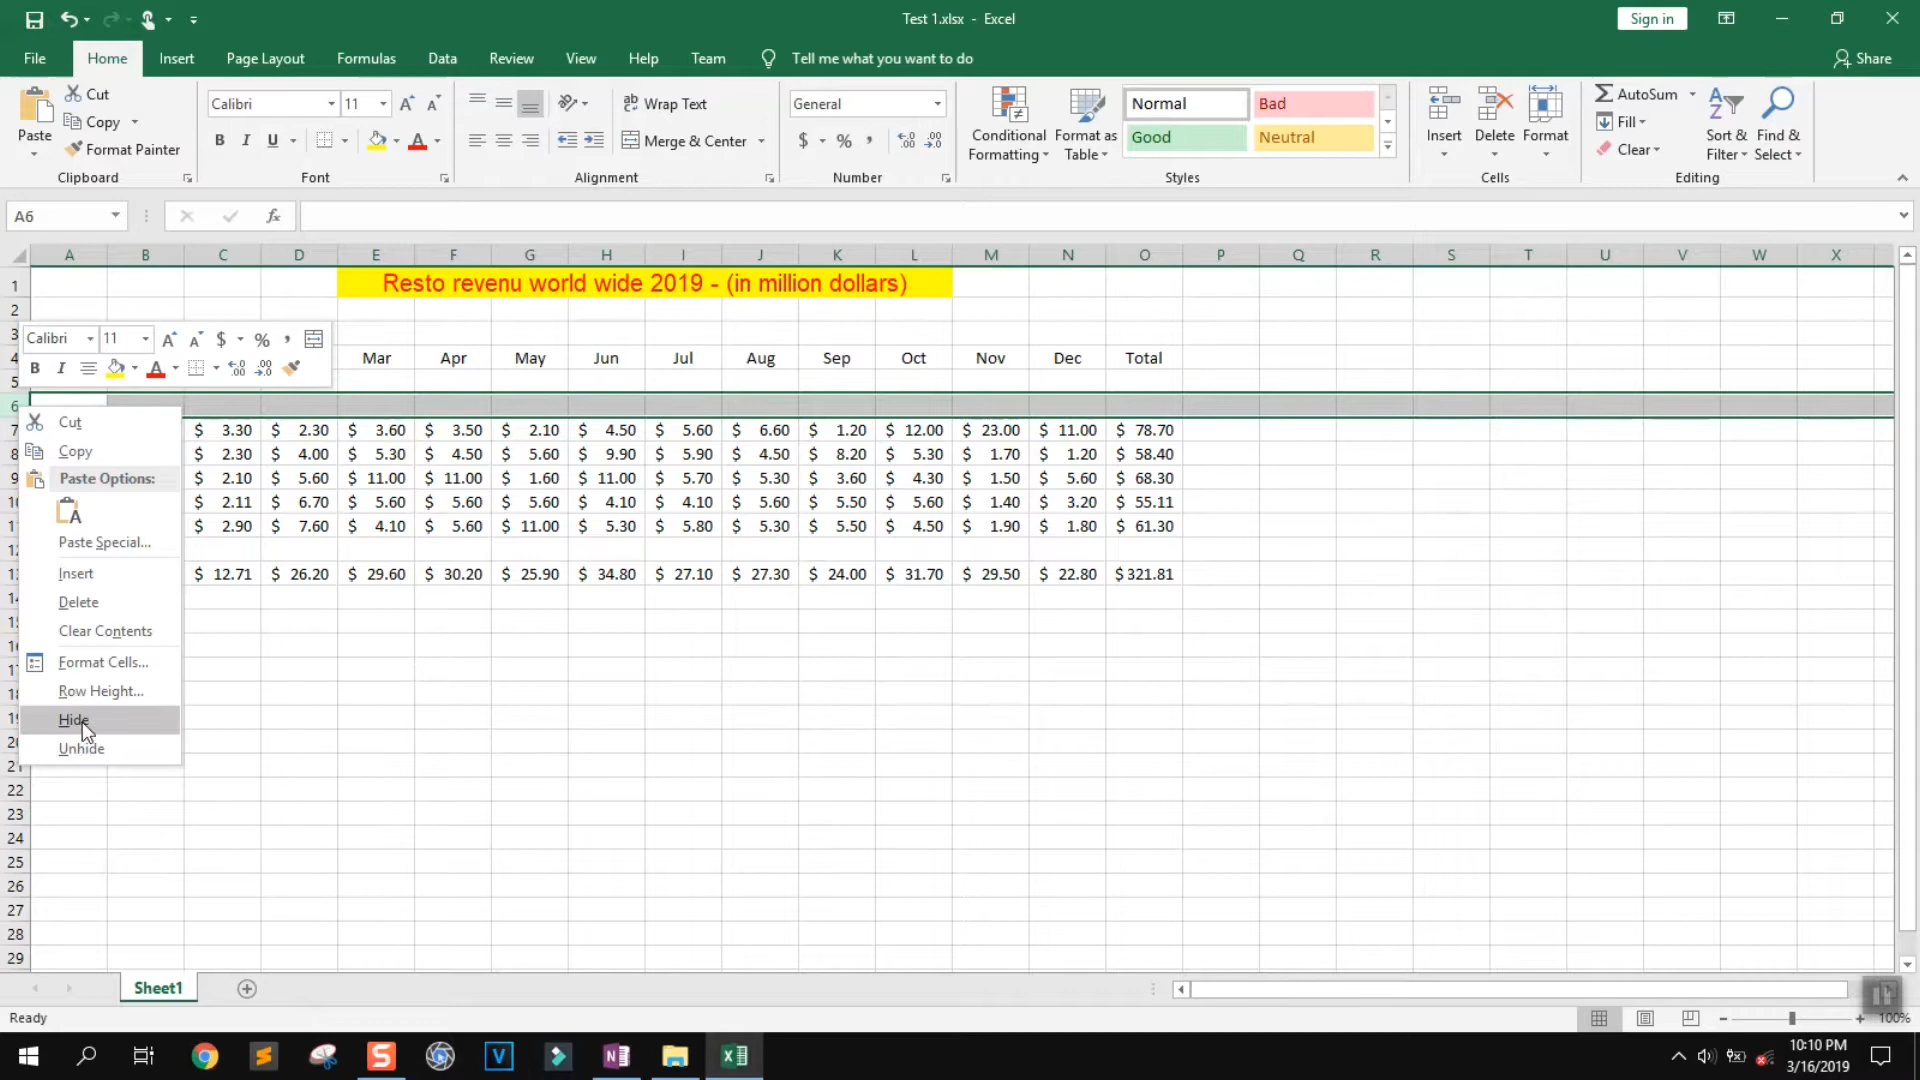 Test 1.xlsx - Excel
Sign in
File Home Insert Page Layout Formulas Data Review View Help Team Tell me what you want to do Share
Paste
Cut
Copy
Format Painter
Clipboard
Calibri 11
B I U
Font
Wrap Text
Merge & Center
Alignment
General
$ % ,
Number
Conditional Formatting
Format as Table
Normal Bad
Good Neutral
Styles
Insert Delete Format
Cells
AutoSum
Fill
Clear
Sort & Filter
Find & Select
Editing
A6 fx
A B C D E F G H I J K L M N O P Q R S T U V W X
1 Resto revenu world wide 2019 - (in million dollars)
2
3
Calibri 11 A A $ % ,
B I A
4 Mar Apr May Jun Jul Aug Sep Oct Nov Dec Total
5
6
7 $ 3.30 $ 2.30 $ 3.60 $ 3.50 $ 2.10 $ 4.50 $ 5.60 $ 6.60 $ 1.20 $ 12.00 $ 23.00 $ 11.00 $ 78.70
8 $ 2.30 $ 4.00 $ 5.30 $ 4.50 $ 5.60 $ 9.90 $ 5.90 $ 4.50 $ 8.20 $ 5.30 $ 1.70 $ 1.20 $ 58.40
9 $ 2.10 $ 5.60 $ 11.00 $ 11.00 $ 1.60 $ 11.00 $ 5.70 $ 5.30 $ 3.60 $ 4.30 $ 1.50 $ 5.60 $ 68.30
$ 2.11 $ 6.70 $ 5.60 $ 5.60 $ 5.60 $ 4.10 $ 4.10 $ 5.60 $ 5.50 $ 5.60 $ 1.40 $ 3.20 $ 55.11
$ 2.90 $ 7.60 $ 4.10 $ 5.60 $ 11.00 $ 5.30 $ 5.80 $ 5.30 $ 5.50 $ 4.50 $ 1.90 $ 1.80 $ 61.30
$ 12.71 $ 26.20 $ 29.60 $ 30.20 $ 25.90 $ 34.80 $ 27.10 $ 27.30 $ 24.00 $ 31.70 $ 29.50 $ 22.80 $ 321.81
Cut
Copy
Paste Options:
Paste Special...
Insert
Delete
Clear Contents
Format Cells...
Row Height...
Hide
Unhide
22
23
24
25
26
27
28
29
Sheet1
Ready 100%
10:10 PM
3/16/2019